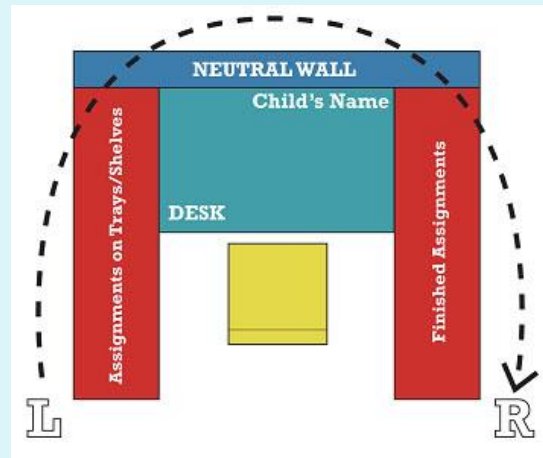 NEUTRAL WALL
Child's Name
DESK
Assignments on Trays/Shelves
Finished Assignments
L
R